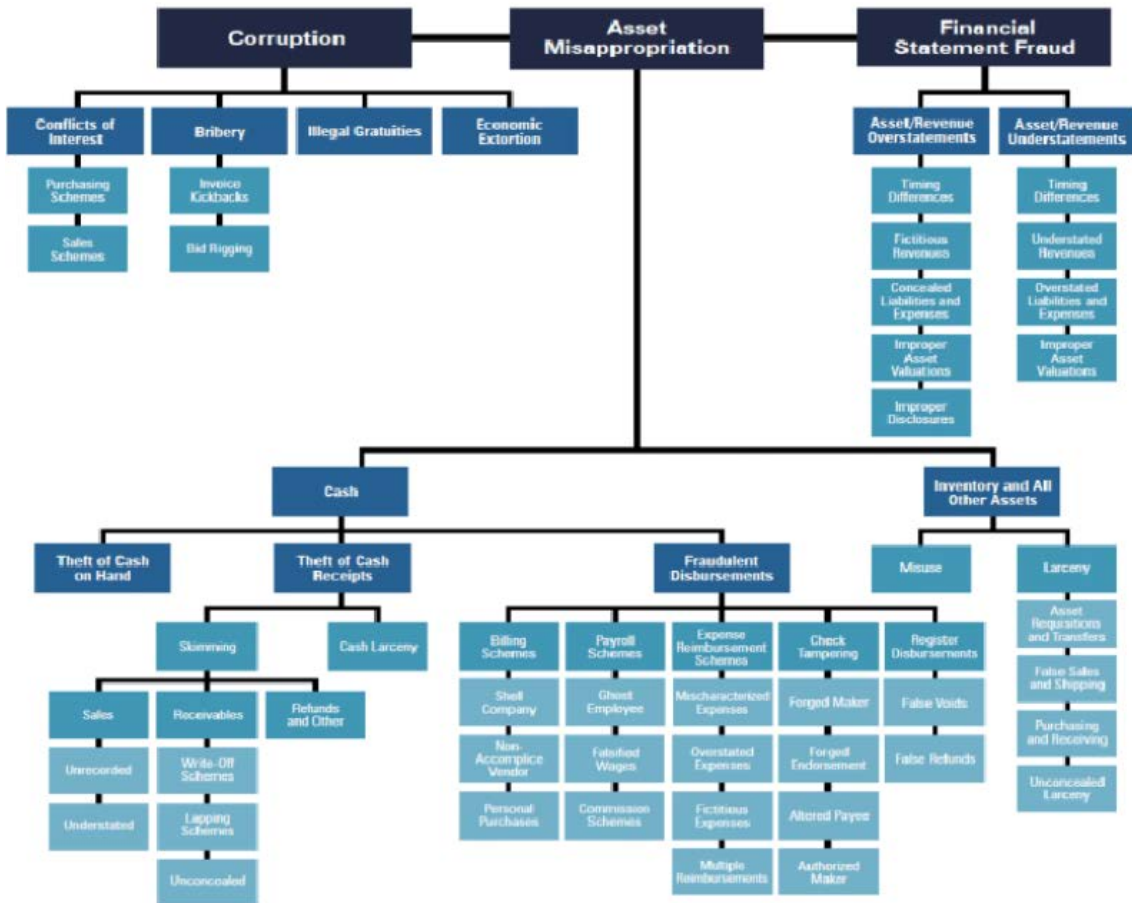 Corruption
Asset
Misappropriation
Financial
Statement Fraud
Conflicts of
Interest
Bribery
Illegal Gratuities
Economic
Extortion
Asset/Revenue
Overstatements
Asset/Revenue
Understatements
Purchasing
Schemes
Sales
Schemes
Invoice
Kickbacks
Bid Rigging
Timing
Differences
Fictitious
Revenues
Concealed
Liabilities and
Expenses
Improper
Asset
Valuations
Improper
Disclosures
Timing
Differences
Understated
Revenues
Overstated
Liabilities and
Expenses
Improper
Asset
Valuations
Cash
Inventory and All
Other Assets
Theft of Cash
on Hand
Theft of Cash
Receipts
Fraudulent
Disbursements
Misuse
Larceny
Skimming
Cash Larceny
Sales
Receivables
Refunds
and Other
Unrecorded
Understated
Write-Off
Schemes
Lapping
Schemes
Unconcealed
Billing
Schemes
Shell
Company
Non-
Accomplice
Vendor
Personal
Purchases
Payroll
Schemes
Ghost
Employee
Falsified
Wages
Commission
Schemes
Expense
Reimbursement
Schemes
Mischaracterized
Expenses
Overstated
Expenses
Fictitious
Expenses
Multiple
Reimbursements
Check
Tampering
Forged Maker
Forged
Endorsement
Altered Payee
Authorized
Maker
Register
Disbursements
False Voids
False Refunds
Asset
Requisitions
and Transfers
False Sales
and Shipping
Purchasing
and Receiving
Unconcealed
Larceny